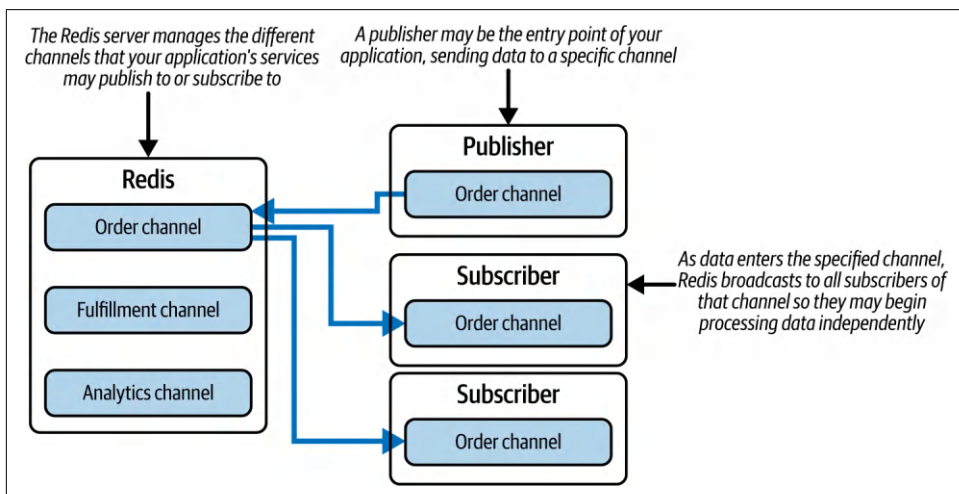 The Redis server manages the different
channels that your application's services
may publish to or subscribe to
A publisher may be the entry point of your
application, sending data to a specific channel
Redis
Order channel
Fulfillment channel
Analytics channel
Publisher
Order channel
Subscriber
Order channel
Subscriber
Order channel
As data enters the specified channel,
Redis broadcasts to all subscribers of
that channel so they may begin
processing data independently